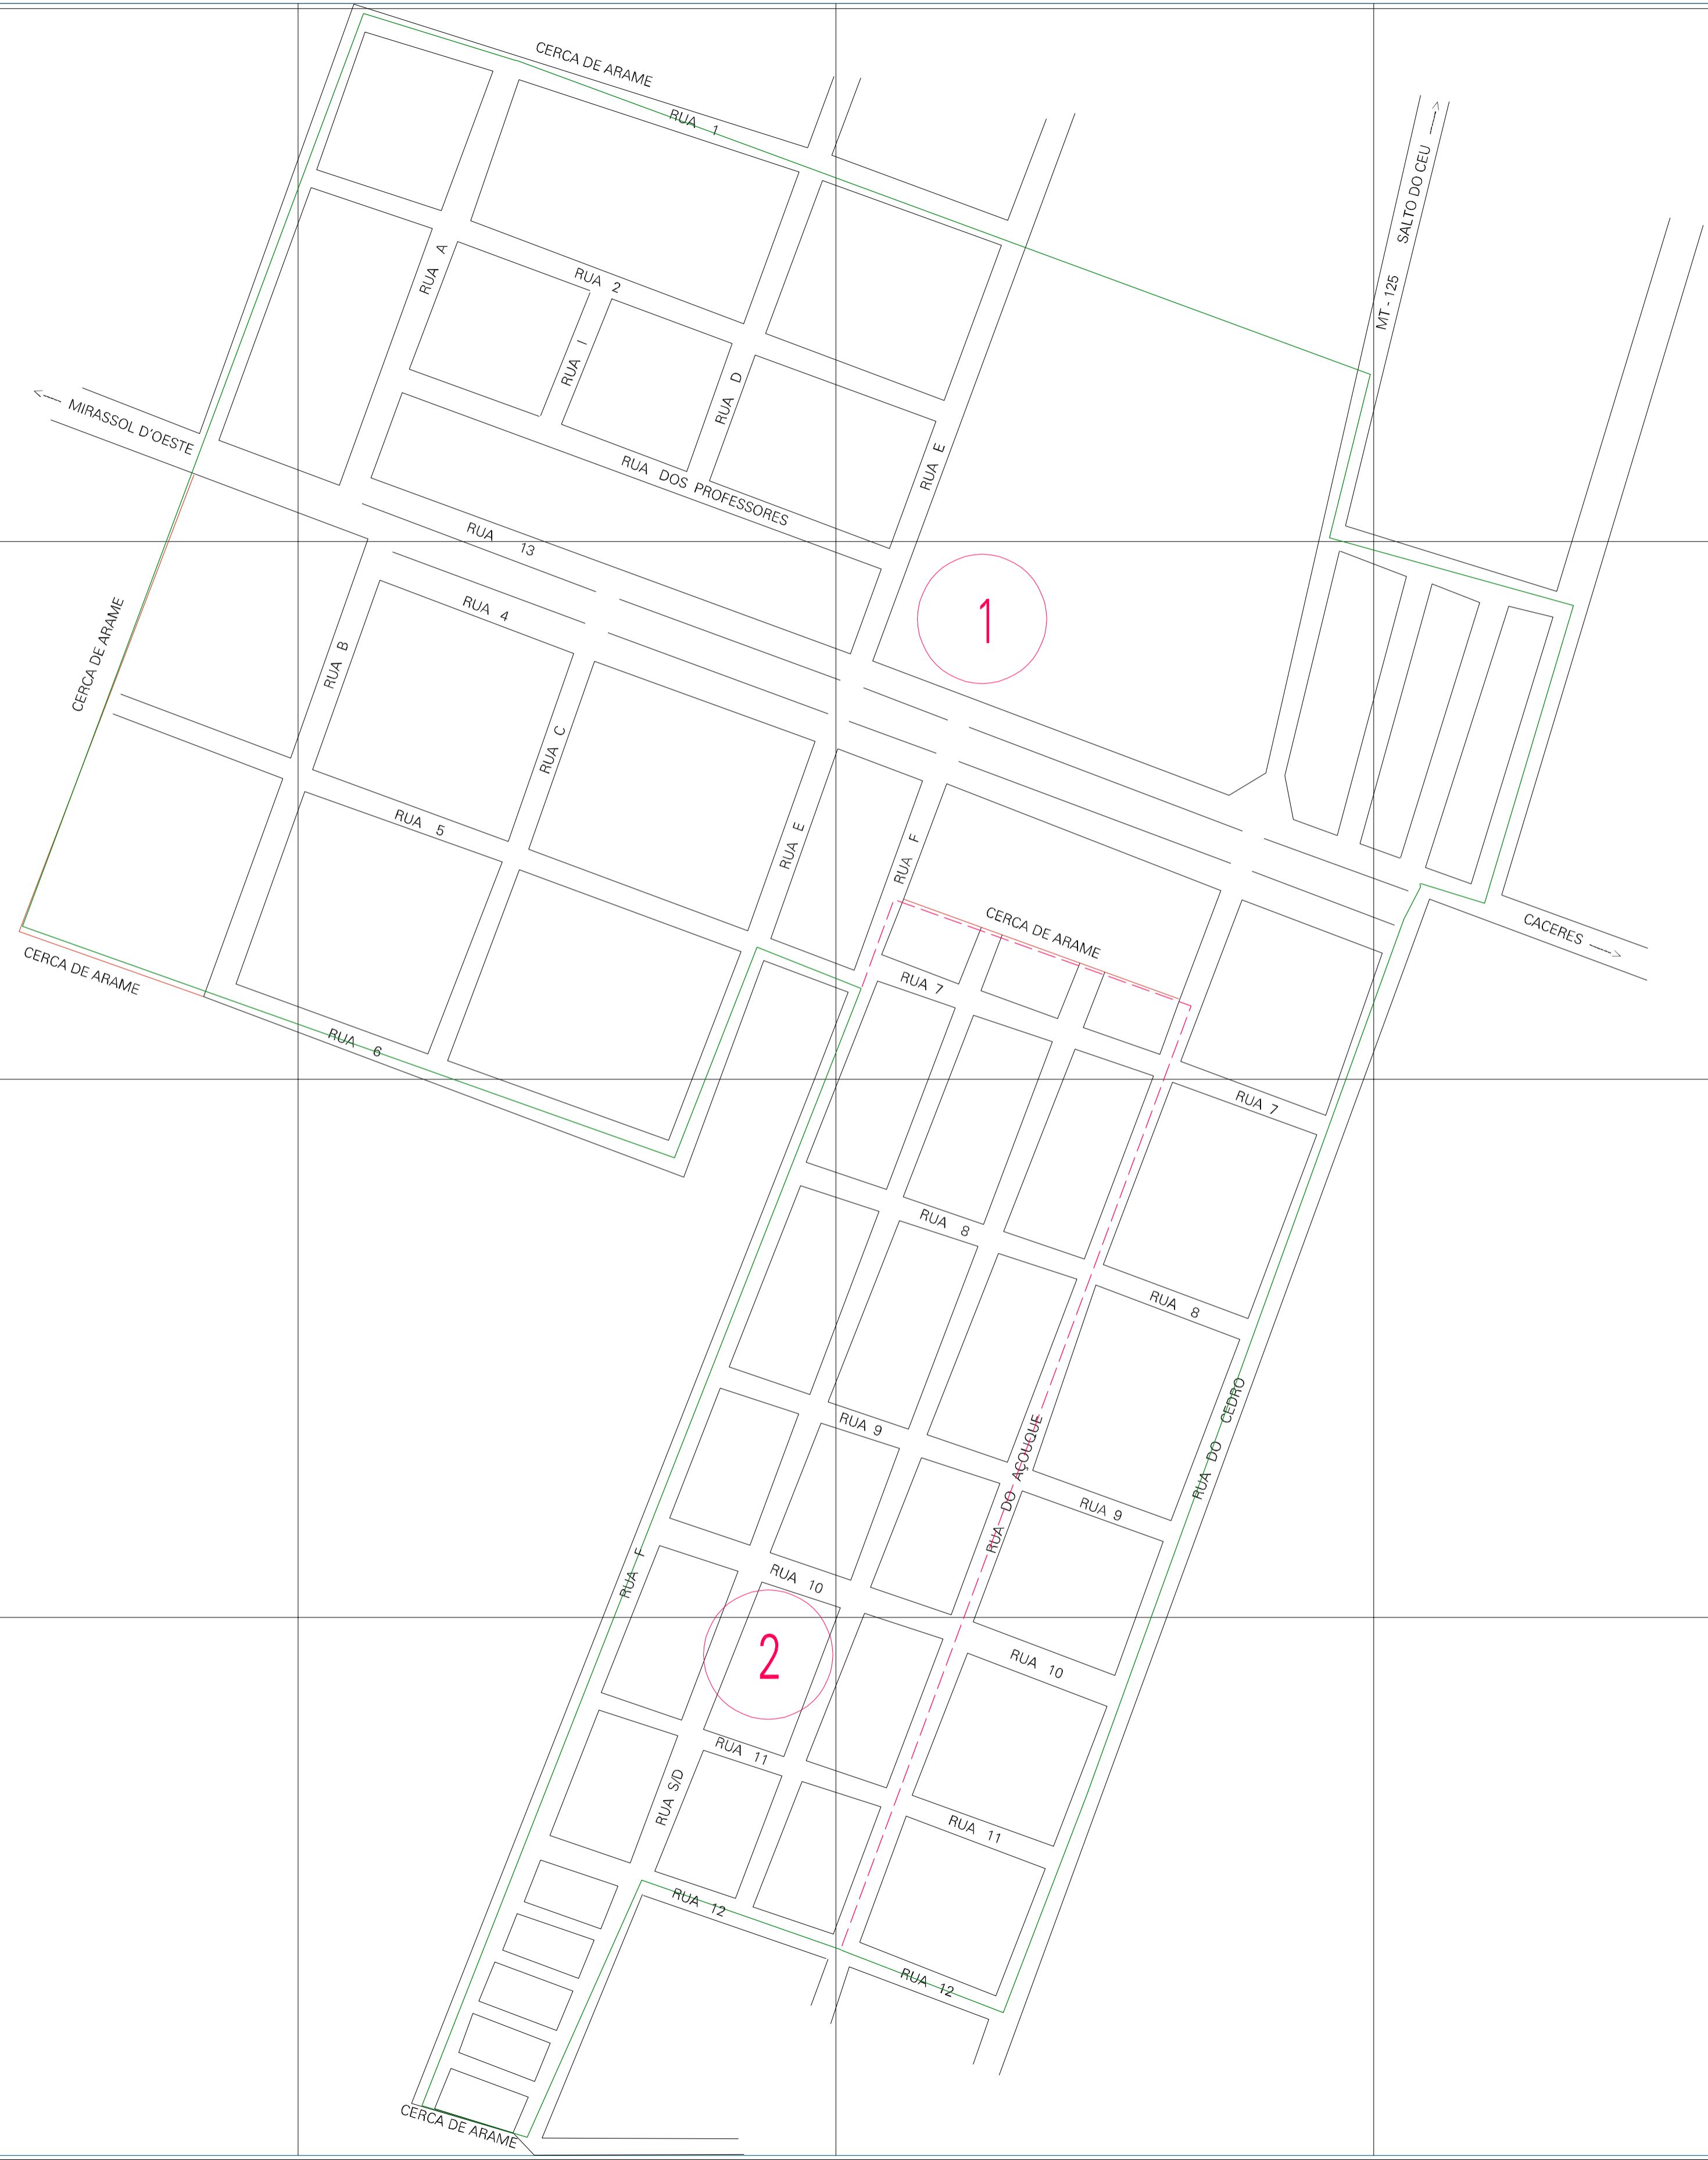 CERCA DE ARAME
RUA 1
SALTO DO CEU
MT - 125
RUA A
RUA 2
RUA I
RUA D
MIRASSOL D'OESTE
RUA E
RUA DOS PROFESSORES
RUA 13
1
CERCA DE ARAME
RUA 4
RUA B
RUA C
RUA 5
RUA E
RUA F
CERCA DE ARAME
CACERES
CERCA DE ARAME
RUA 7
RUA 6
RUA 7
RUA 8
RUA 8
RUA 9
RUA DO CEDRO
RUA DO AÇOUQUE
RUA 9
RUA F
RUA 10
2
RUA 10
RUA 11
RUA S/D
RUA 11
RUA 12
RUA 12
CERCA DE ARAME